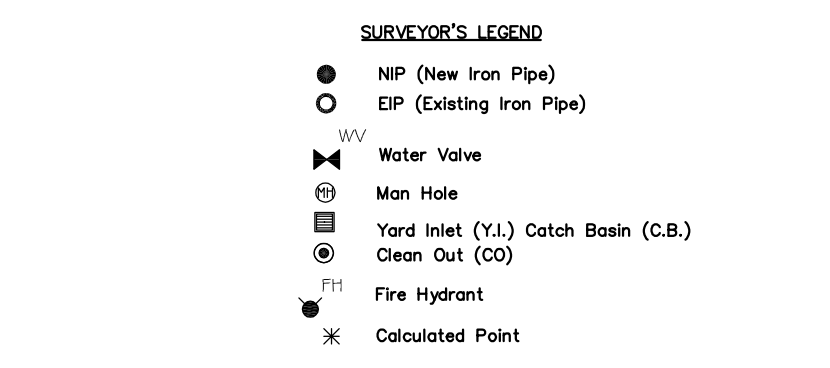 SURVEYOR'S LEGEND
NIP (New Iron Pipe)
EIP (Existing Iron Pipe)
WV
Water Valve
MH Man Hole
Yard Inlet (Y.I.) Catch Basin (C.B.)
Clean Out (CO)
FH
Fire Hydrant
Calculated Point